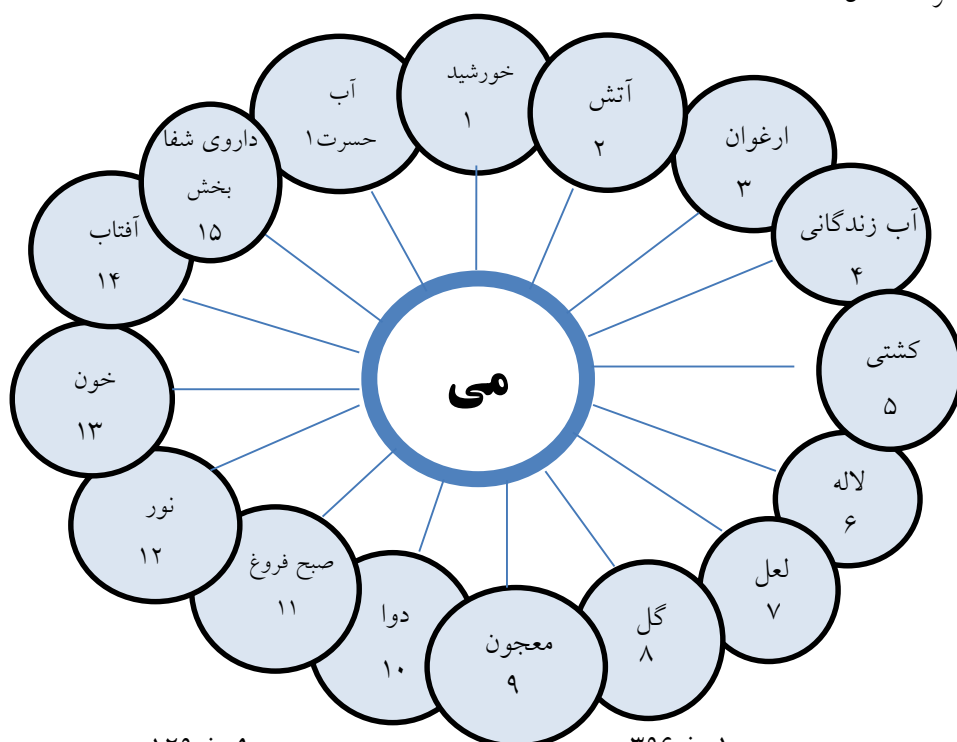 خورشید
۱
آتش
۲
ارغوان
۳
آب زندگانی
۴
کشتی
۵
لاله
۶
لعل
۷
گل
۸
معجون
۹
دوا
۱۰
صبح فروغ
۱۱
نور
۱۲
خون
۱۳
آفتاب
۱۴
داروی شفا
بخش
۱۵
آب
حسرت۱
می